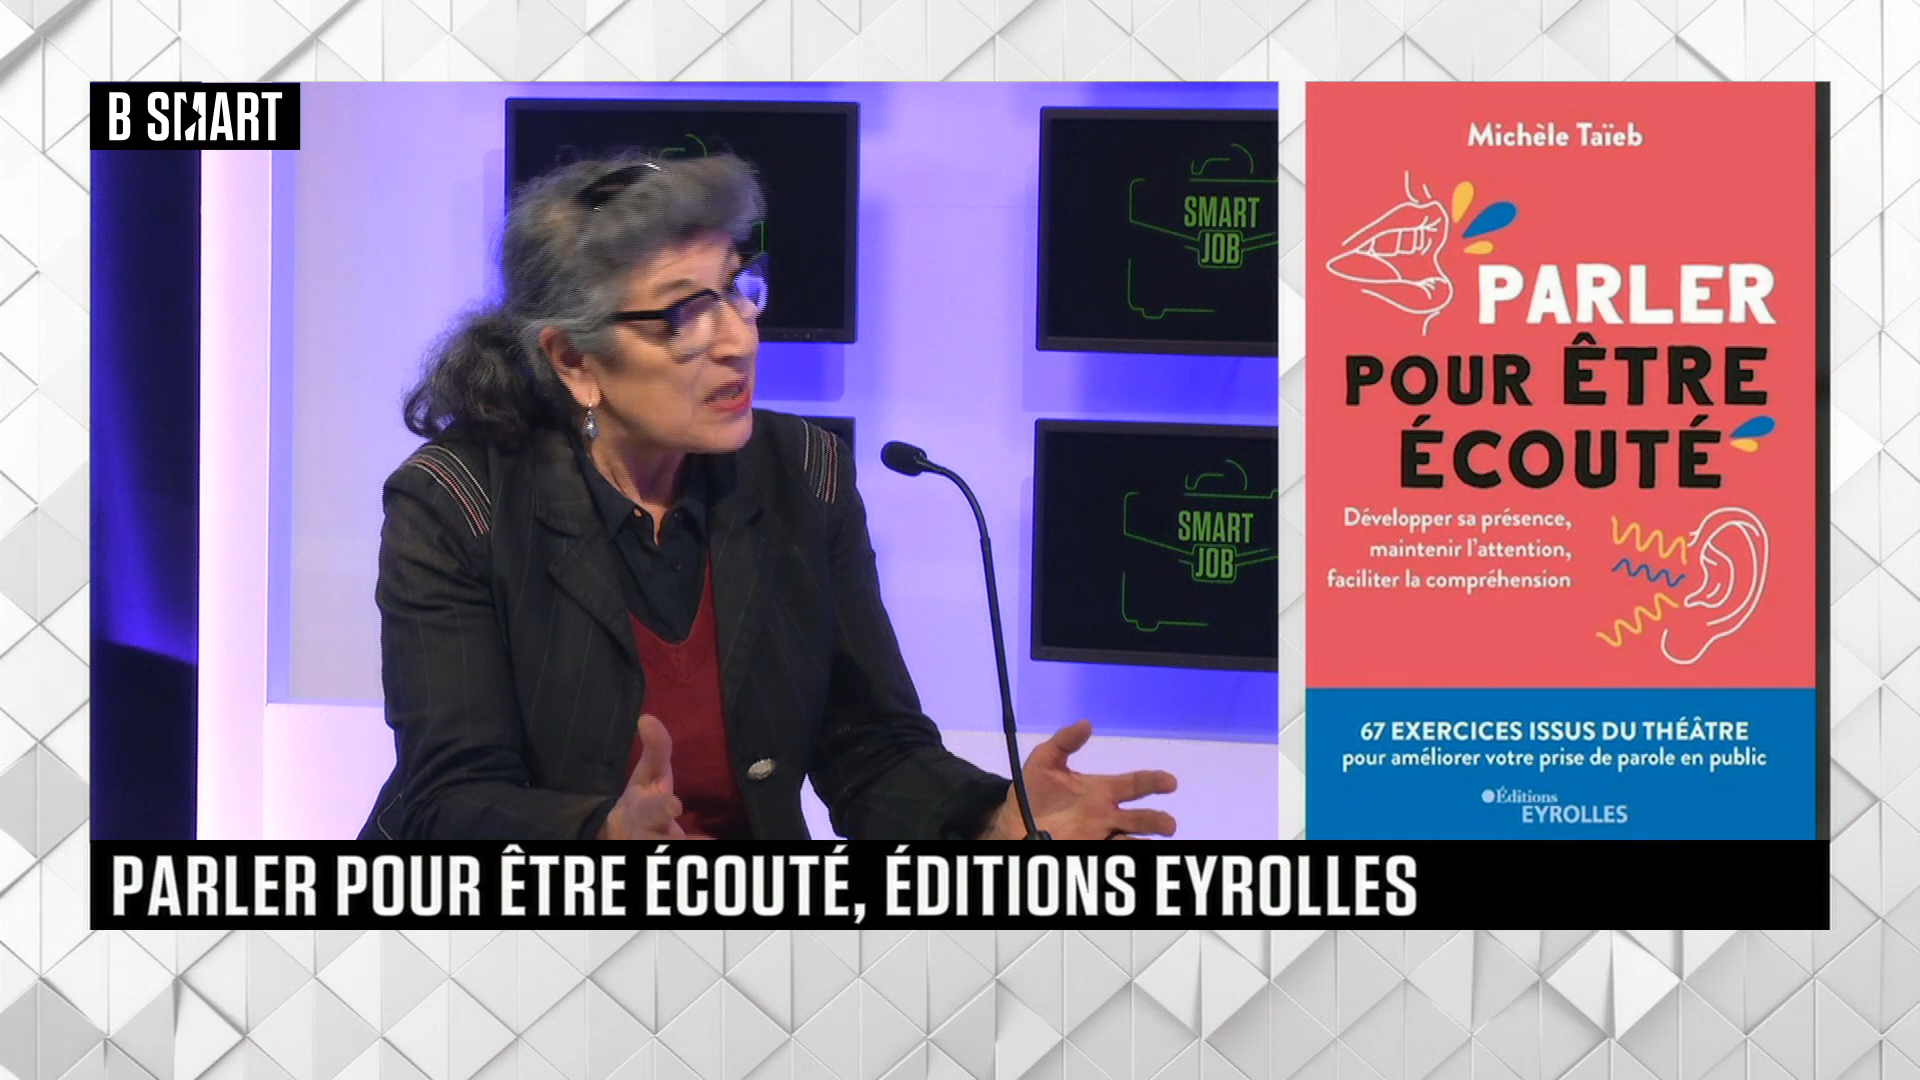 B SMART
SMART
JOB
SMART
JOB
Michèle Taïeb
PARLER
POUR ÊTRE
ÉCOUTÉ
Développer sa présence,
maintenir l'attention,
faciliter la compréhension
67 EXERCICES ISSUS DU THÉÂTRE
pour améliorer votre prise de parole en public
Éditions
EYROLLES
PARLER POUR ÊTRE ÉCOUTÉ, ÉDITIONS EYROLLES